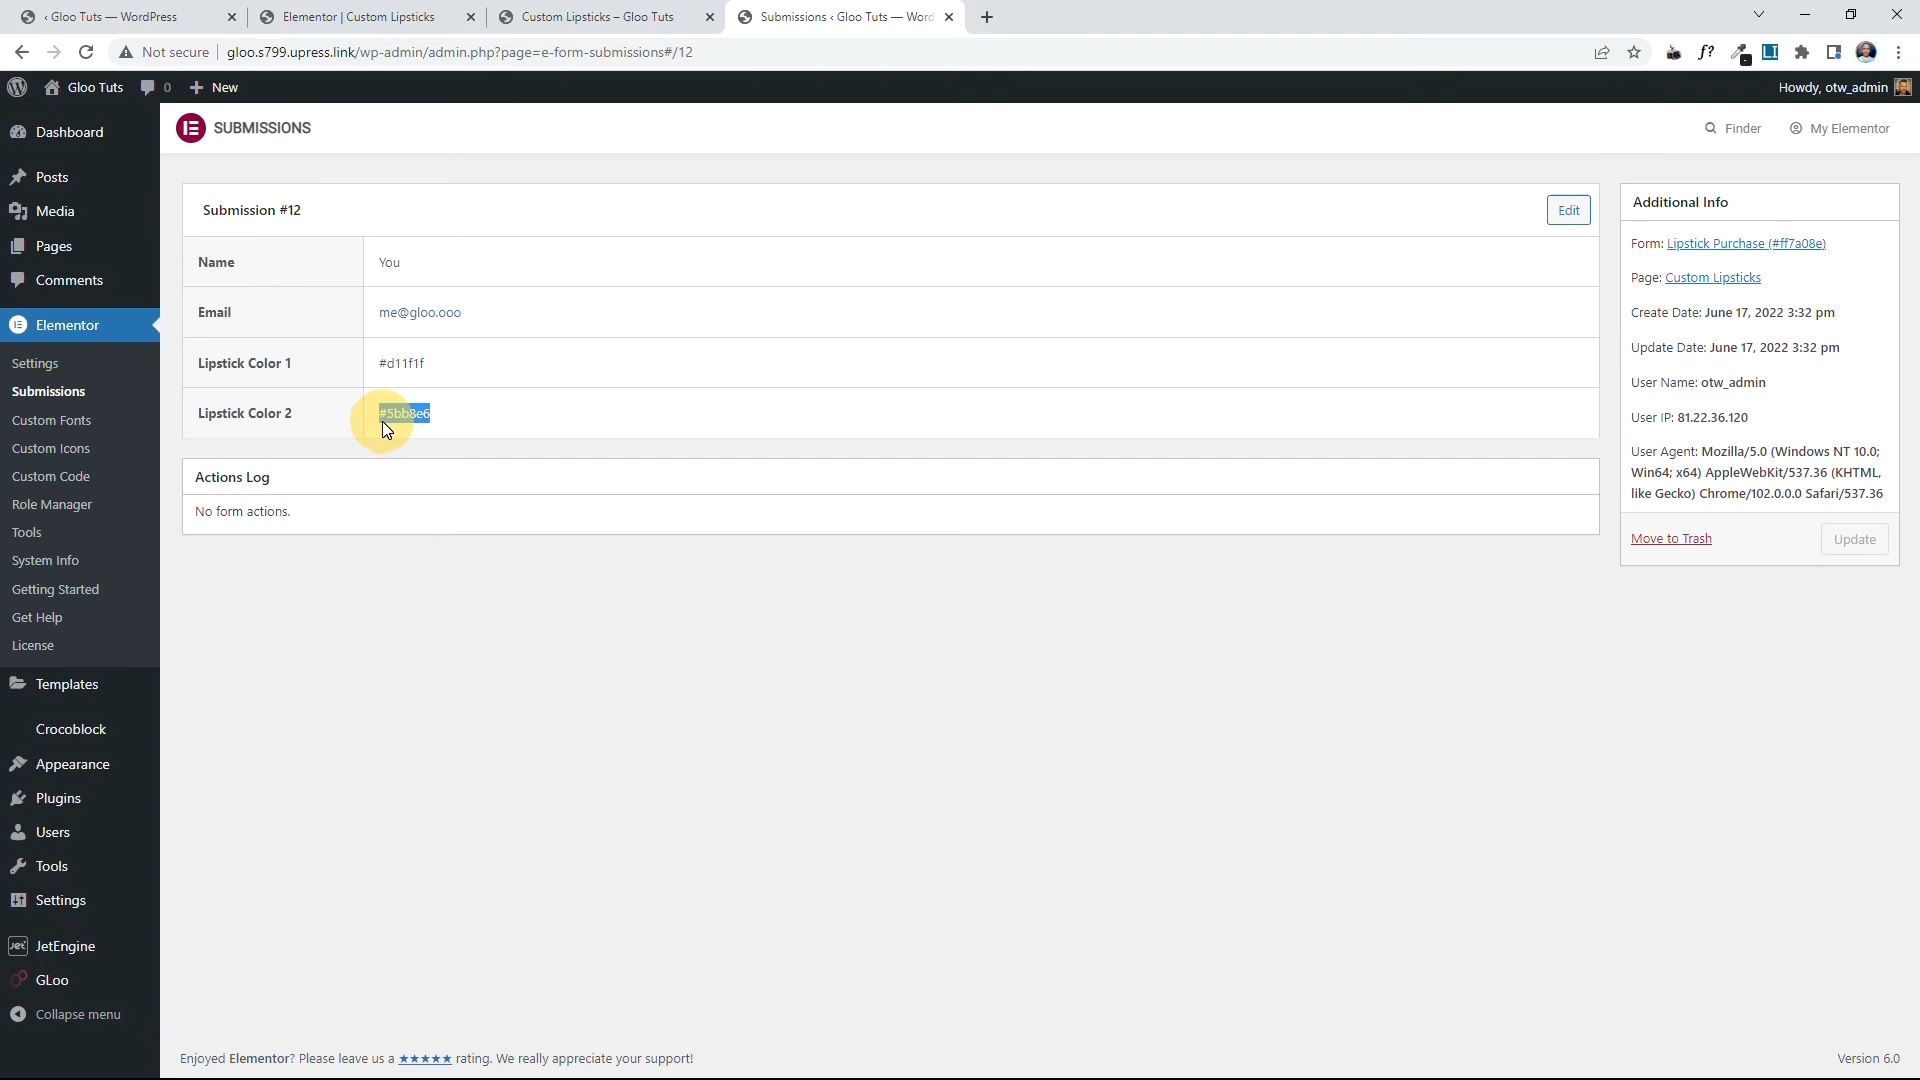 ‹ Gloo Tuts — WordPress
Elementor | Custom Lipsticks
Custom Lipsticks – Gloo Tuts
Submissions ‹ Gloo Tuts — Word
Not secure
gloo.s799.upress.link/wp-admin/admin.php?page=e-form-submissions#/12
f?
LI
Gloo Tuts
0
New
Howdy, otw_admin
Dashboard
Posts
Media
Pages
Comments
Elementor
Settings
Submissions
Custom Fonts
Custom Icons
Custom Code
Role Manager
Tools
System Info
Getting Started
Get Help
License
Templates
Crocoblock
Appearance
Plugins
Users
Tools
Settings
JetEngine
GLoo
Collapse menu
SUBMISSIONS
Finder
My Elementor
Submission #12
Edit
Name
You
Email
me@gloo.ooo
Lipstick Color 1
#d11f1f
Lipstick Color 2
#5bb8e6
Actions Log
No form actions.
Additional Info
Form: Lipstick Purchase (#ff7a08e)
Page: Custom Lipsticks
Create Date: June 17, 2022 3:32 pm
Update Date: June 17, 2022 3:32 pm
User Name: otw_admin
User IP: 81.22.36.120
User Agent: Mozilla/5.0 (Windows NT 10.0;
Win64; x64) AppleWebKit/537.36 (KHTML,
like Gecko) Chrome/102.0.0.0 Safari/537.36
Move to Trash
Update
Enjoyed Elementor? Please leave us a ★★★★★ rating. We really appreciate your support!
Version 6.0